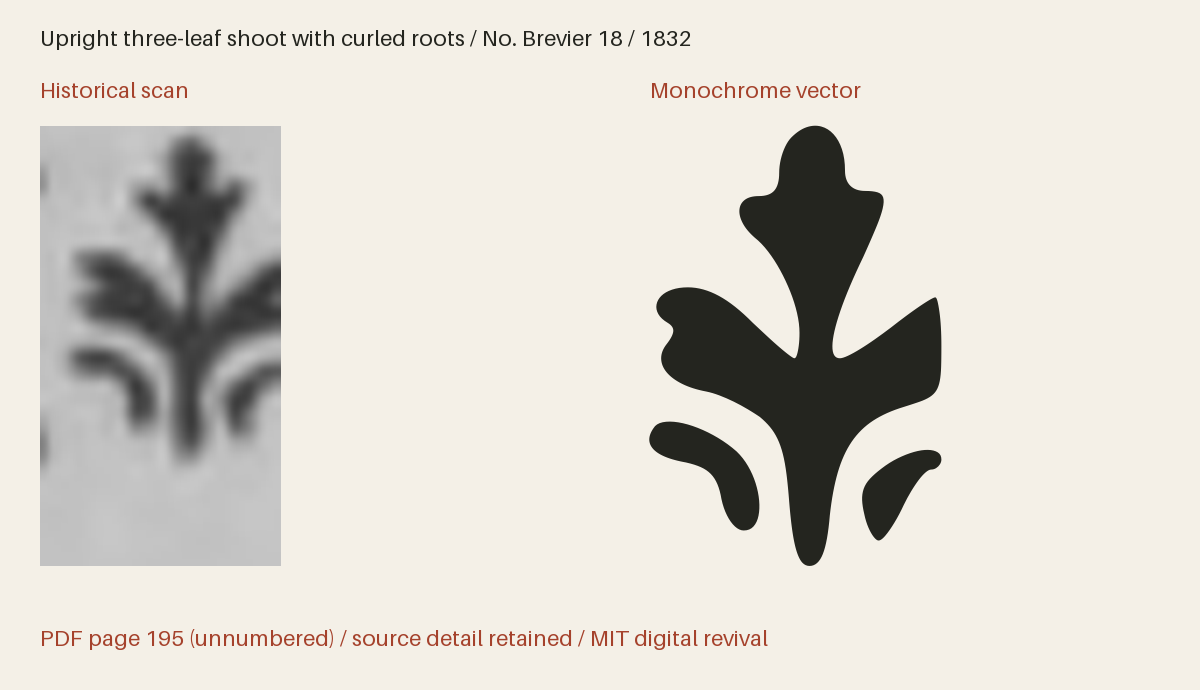 Upright three-leaf shoot with curled roots / No. Brevier 18 / 1832
Historical scan
Monochrome vector
PDF page 195 (unnumbered) / source detail retained / MIT digital revival